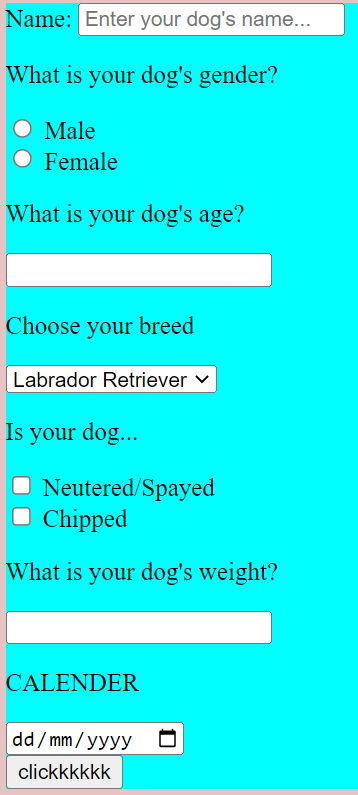 Name: Enter your dog's name...
What is your dog's gender?
Male
Female
What is your dog's age?
Choose your breed
Labrador Retriever
Is your dog...
Neutered/Spayed
Chipped
What is your dog's weight?
CALENDER
dd/mm/yyyy
clickkkkkk